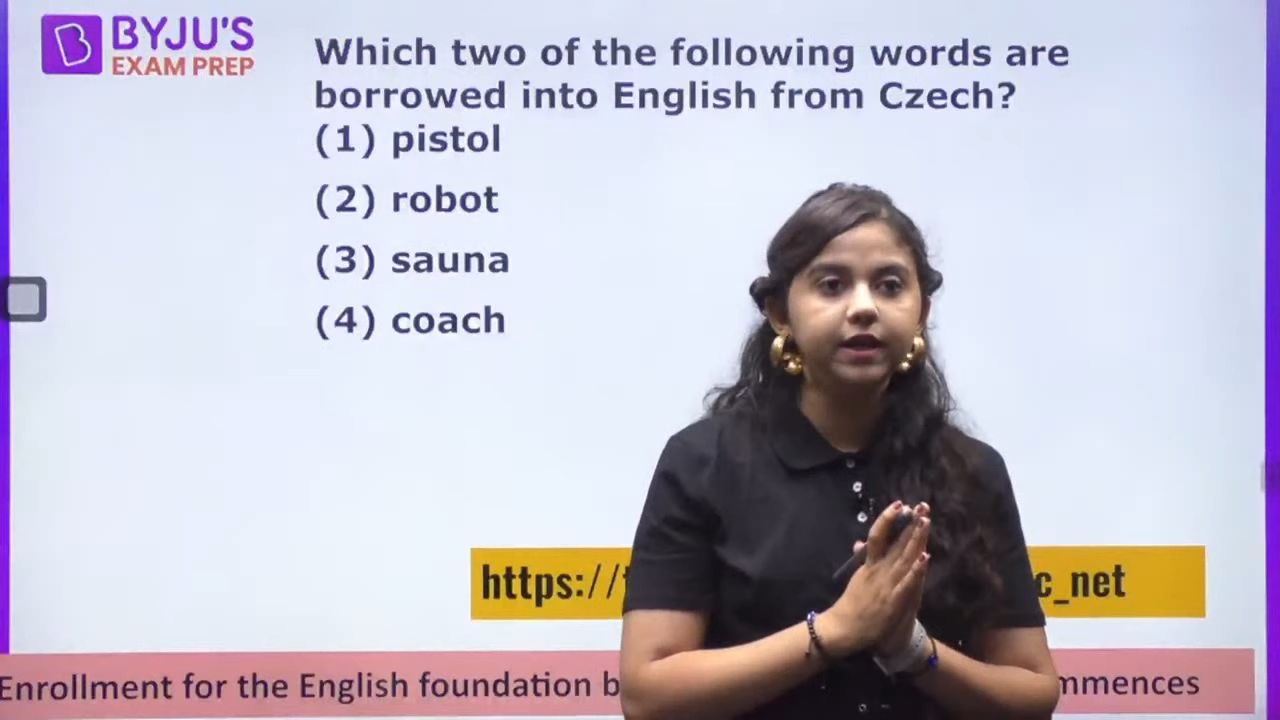 BYJU'S
EXAM PREP
Which two of the following words are
borrowed into English from Czech?
(1) pistol
(2) robot
(3) sauna
(4) coach
https://
c_net
Enrollment for the English foundation